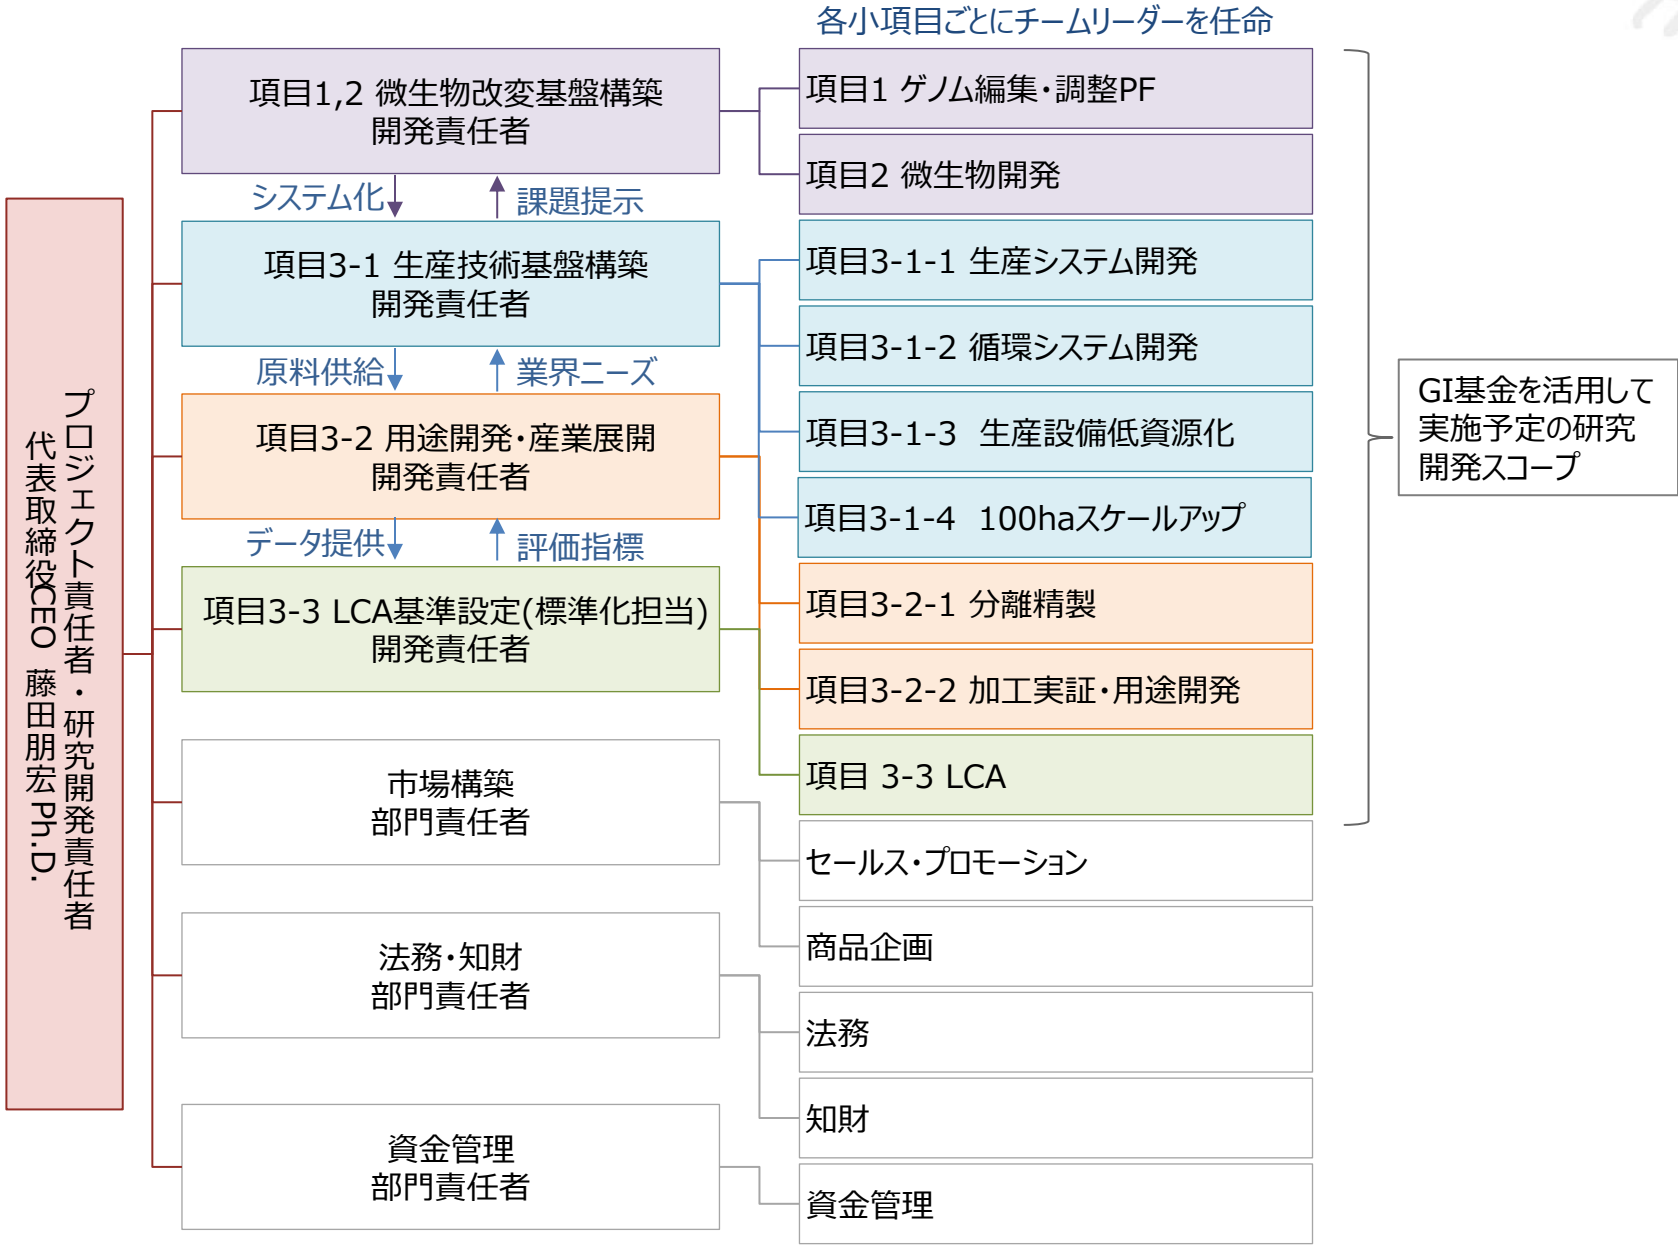 各小項目ごとにチームリーダーを任命
プロジェクト責任者・研究開発責任者
代表取締役CEO 藤田朋宏 Ph.D.
項目1,2 微生物改変基盤構築
開発責任者
システム化
課題提示
項目3-1 生産技術基盤構築
開発責任者
原料供給
業界ニーズ
項目3-2 用途開発・産業展開
開発責任者
データ提供
評価指標
項目3-3 LCA基準設定(標準化担当)
開発責任者
市場構築
部門責任者
法務・知財
部門責任者
資金管理
部門責任者
項目1 ゲノム編集・調整PF
項目2 微生物開発
項目3-1-1 生産システム開発
項目3-1-2 循環システム開発
項目3-1-3 生産設備低資源化
項目3-1-4 100haスケールアップ
項目3-2-1 分離精製
項目3-2-2 加工実証・用途開発
項目 3-3 LCA
セールス・プロモーション
商品企画
法務
知財
資金管理
GI基金を活用して
実施予定の研究
開発スコープ